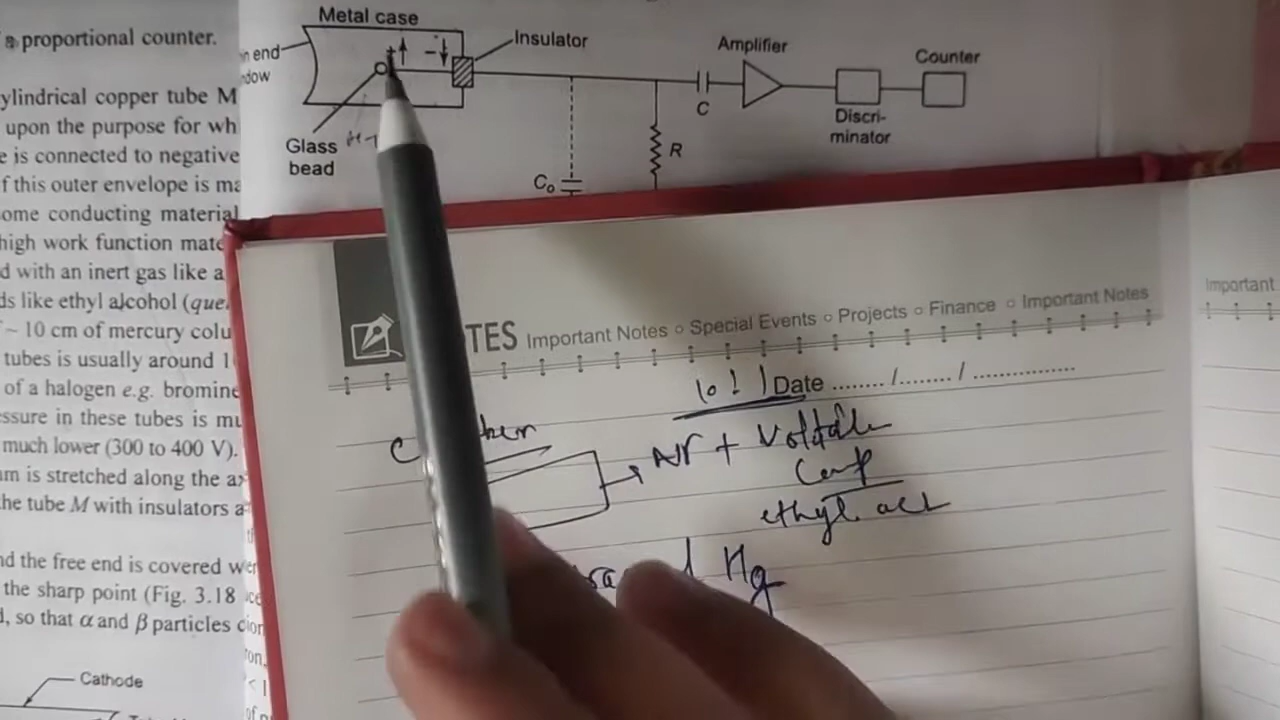 a proportional counter.
ylindrical copper tube M
upon the purpose for wh
e is connected to negative
f this outer envelope is ma
ome conducting material
high work function mate
d with an inert gas like a
ds like ethyl alcohol (que
~ 10 cm of mercury colu
tubes is usually around 1
of a halogen e.g. bromine
ssure in these tubes is mu
much lower (300 to 400 V).
m is stretched along the ax
he tube M with insulators a
nd the free end is covered
the sharp point (Fig. 3.18
d, so that α and β particles
Cathode
Metal case
n end
dow
Insulator
Amplifier
Counter
Glass
bead
C
Discri-
minator
R
Co
TES Important Notes o Special Events o Projects o Finance o Important Notes
Important
10:1
Date ......../......../................
Ar + Volatile
Comp
ethyl
Hg